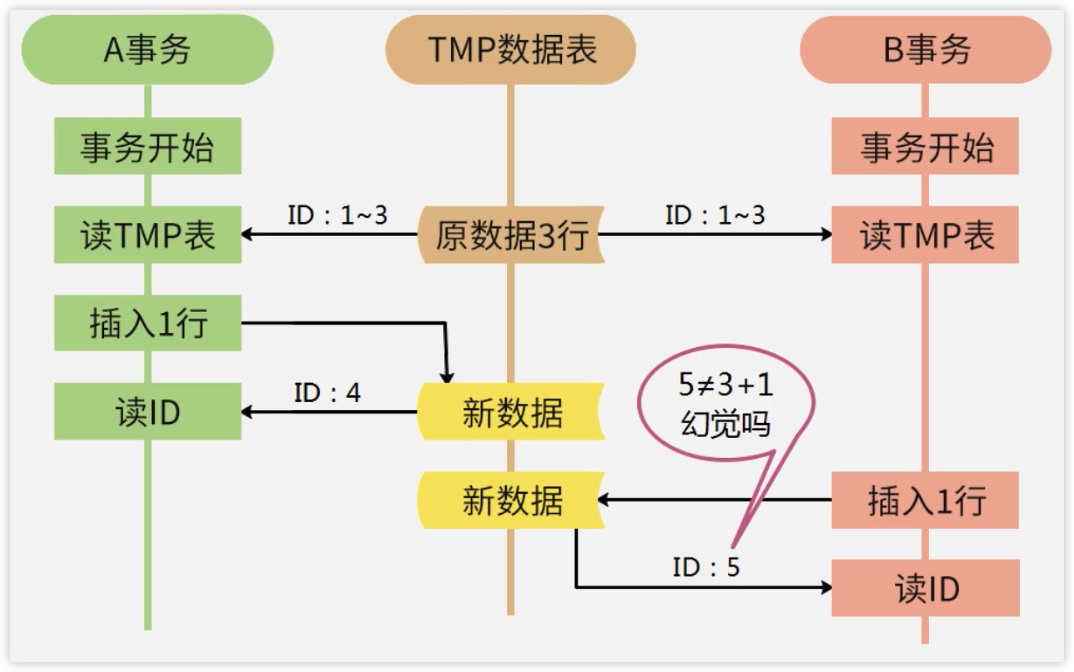 A事务
TMP数据表
B事务
事务开始
事务开始
读TMP表
ID：1~3
原数据3行
ID：1~3
读TMP表
插入1行
读ID
ID：4
新数据
5≠3+1
幻觉吗
新数据
插入1行
ID：5
读ID